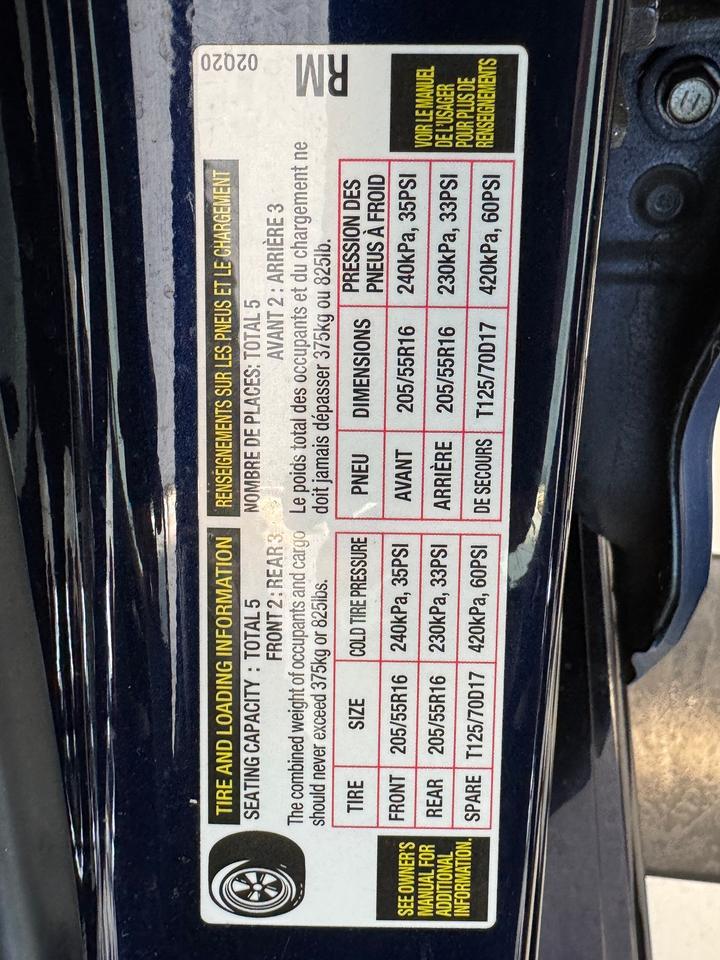 TIRE AND LOADING INFORMATION
SEATING CAPACITY : TOTAL 5
FRONT 2 : REAR 3
The combined weight of occupants and cargo
should never exceed 375kg or 825lbs.
TIRE SIZE COLD TIRE PRESSURE
FRONT 205/55R16 240kPa, 35PSI
REAR 205/55R16 230kPa, 33PSI
SPARE T125/70D17 420kPa, 60PSI
SEE OWNER'S
MANUAL FOR
ADDITIONAL
INFORMATION.
RENSEIGNEMENTS SUR LES PNEUS ET LE CHARGEMENT
NOMBRE DE PLACES: TOTAL 5
AVANT 2 : ARRIÈRE 3
Le poids total des occupants et du chargement ne
doit jamais dépasser 375kg ou 825lb.
PNEU DIMENSIONS PRESSION DES
PNEUS À FROID
AVANT 205/55R16 240kPa, 35PSI
ARRIÈRE 205/55R16 230kPa, 33PSI
DE SECOURS T125/70D17 420kPa, 60PSI
VOIR LE MANUEL
DE L'USAGER
POUR PLUS DE
RENSEIGNEMENTS
02Q20
RM